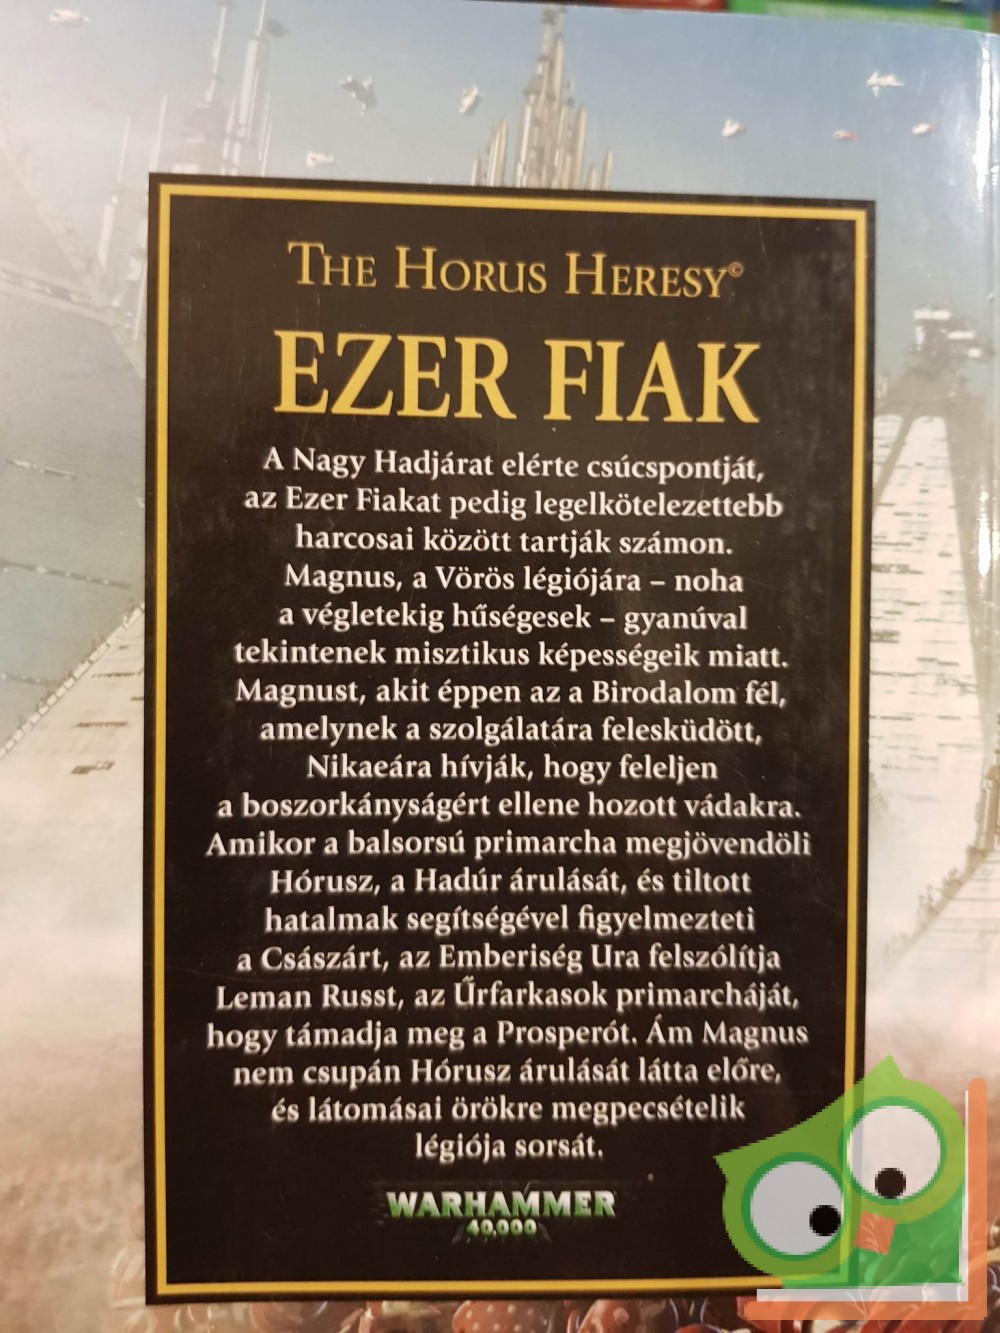 THE HORUS HERESY©
EZER FIAK
A Nagy Hadjárat elérte csúcspontját,
az Ezer Fiakat pedig legelkötelezettebb
harcosai között tartják számon.
Magnus, a Vörös légiójára – noha
a végletekig hűségesek – gyanúval
tekintenek misztikus képességeik miatt.
Magnust, akit éppen az a Birodalom fél,
amelynek a szolgálatára felesküdött,
Nikaeára hívják, hogy feleljen
a boszorkányságért ellene hozott vádakra.
Amikor a balsorsú primarcha megjövendöli
Hórusz, a Hadúr árulását, és tiltott
hatalmak segítségével figyelmezteti
a Császárt, az Emberiség Ura felszólítja
Leman Russt, az Űrfarkasok primarcháját,
hogy támadja meg a Prosperót. Ám Magnus
nem csupán Hórusz árulását látta előre,
és látomásai örökre megpecsételik
légiója sorsát.
WARHAMMER
40,000